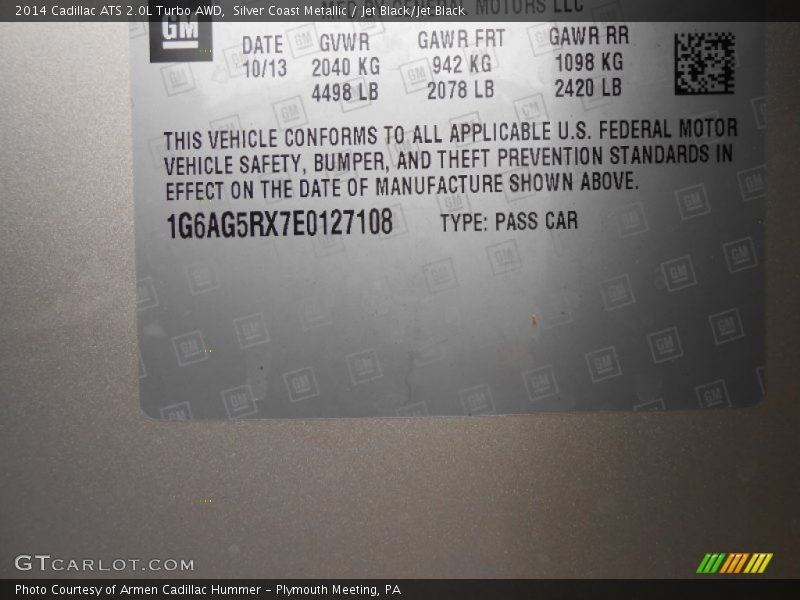 2014 Cadillac ATS 2.0L Turbo AWD, Silver Coast Metallic / Jet Black/Jet Black
MFD BY GENERAL MOTORS LLC
GM
DATE GVWR GAWR FRT GAWR RR
10/13 2040 KG 942 KG 1098 KG
4498 LB 2078 LB 2420 LB
THIS VEHICLE CONFORMS TO ALL APPLICABLE U.S. FEDERAL MOTOR
VEHICLE SAFETY, BUMPER, AND THEFT PREVENTION STANDARDS IN
EFFECT ON THE DATE OF MANUFACTURE SHOWN ABOVE.
1G6AG5RX7E0127108 TYPE: PASS CAR
GTCARLOT.COM
Photo Courtesy of Armen Cadillac Hummer - Plymouth Meeting, PA